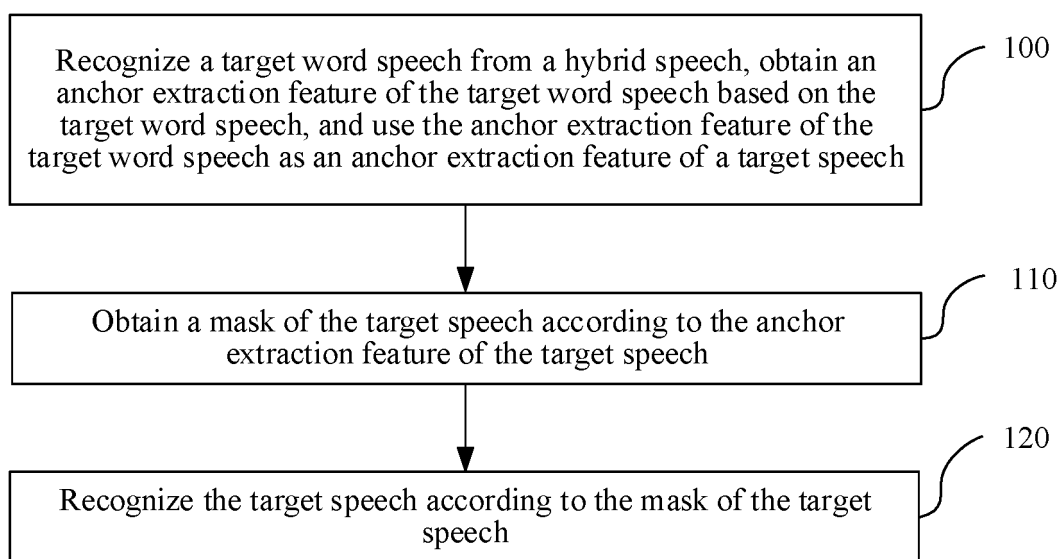 Recognize a target word speech from a hybrid speech, obtain an
anchor extraction feature of the target word speech based on the
target word speech, and use the anchor extraction feature of the
target word speech as an anchor extraction feature of a target speech
100
Obtain a mask of the target speech according to the anchor
extraction feature of the target speech
110
Recognize the target speech according to the mask of the target
speech
120